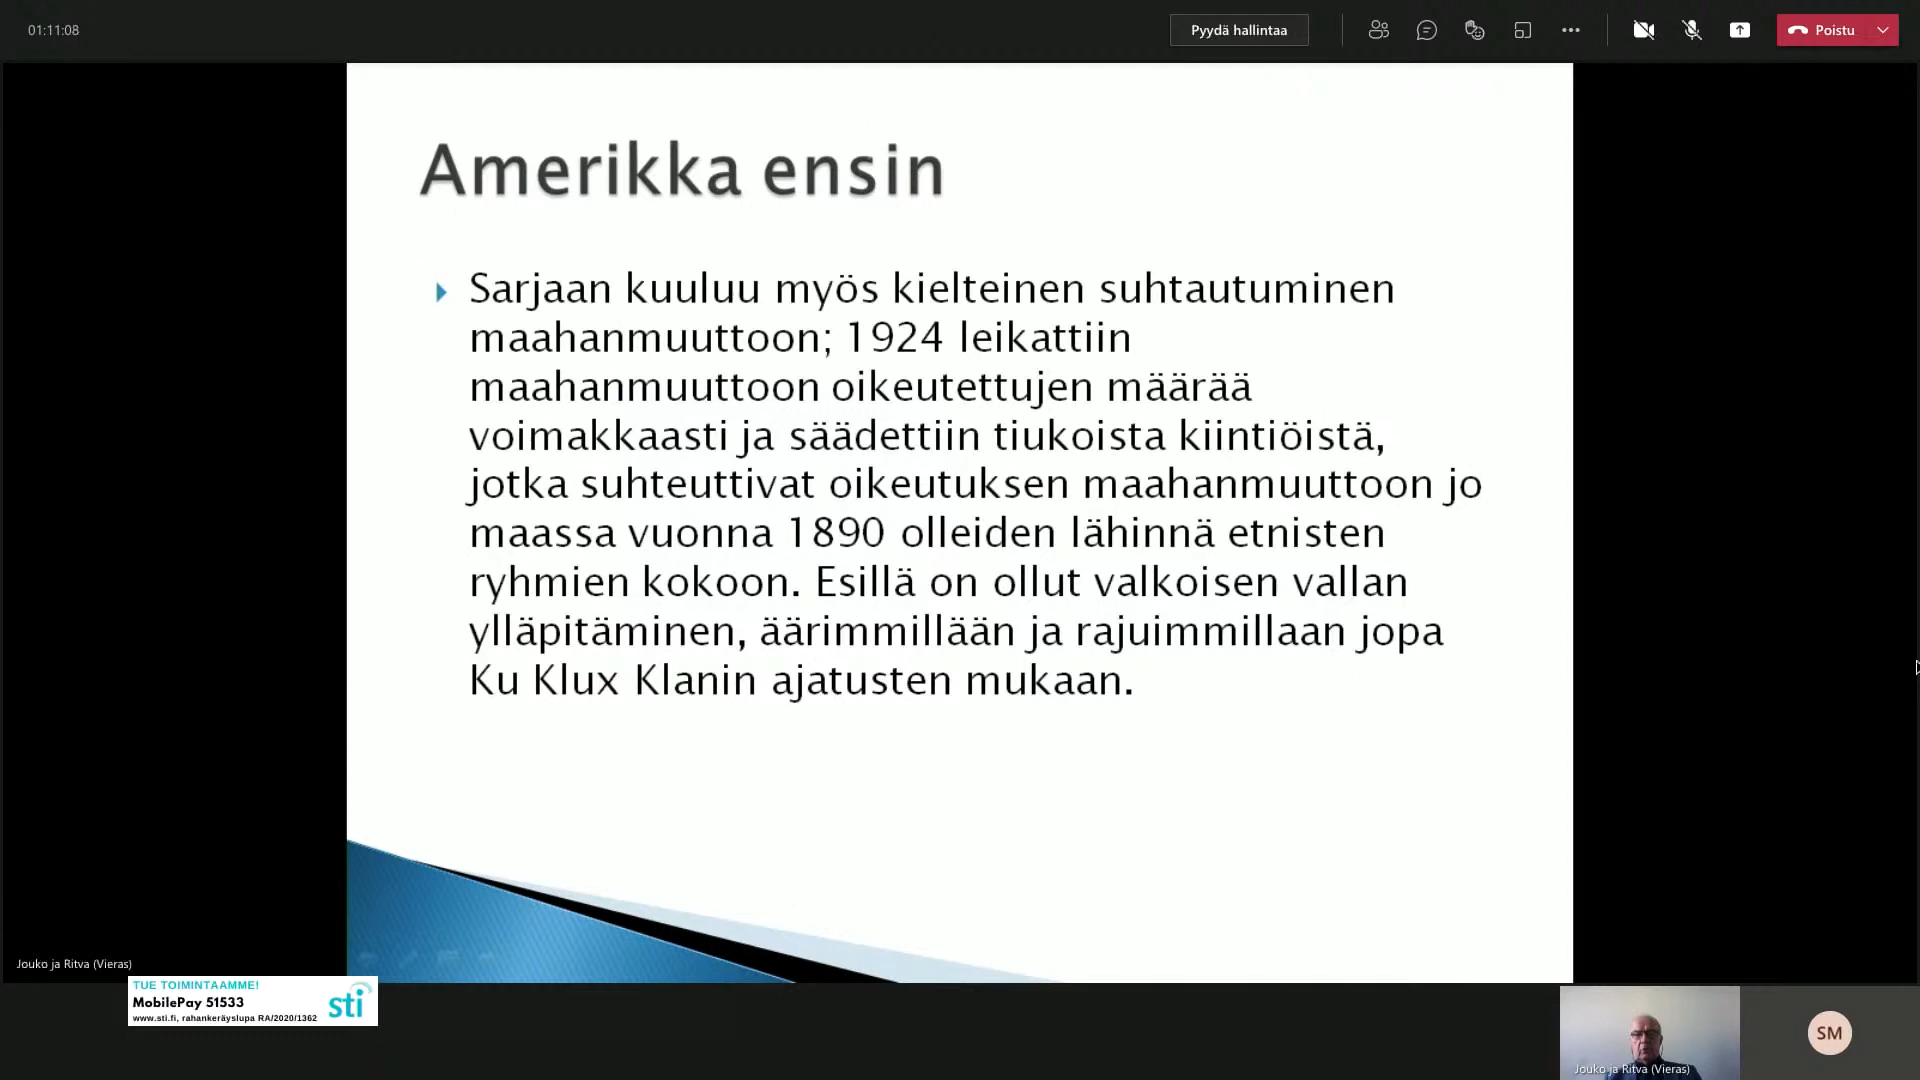 01:11:08
Pyydä hallintaa
Poistu
Amerikka ensin
Sarjaan kuuluu myös kielteinen suhtautuminen
maahanmuuttoon; 1924 leikattiin
maahanmuuttoon oikeutettujen määrää
voimakkaasti ja säädettiin tiukoista kiintiöistä,
jotka suhteuttivat oikeutuksen maahanmuuttoon jo
maassa vuonna 1890 olleiden lähinnä etnisten
ryhmien kokoon. Esillä on ollut valkoisen vallan
ylläpitäminen, äärimmillään ja rajuimmillaan jopa
Ku Klux Klanin ajatusten mukaan.
Jouko ja Ritva (Vieras)
TUE TOIMINTAAMME!
MobilePay 51533
www.sti.fi, rahankeräyslupa RA/2020/1362
sti
SM
Jouko ja Ritva (Vieras)